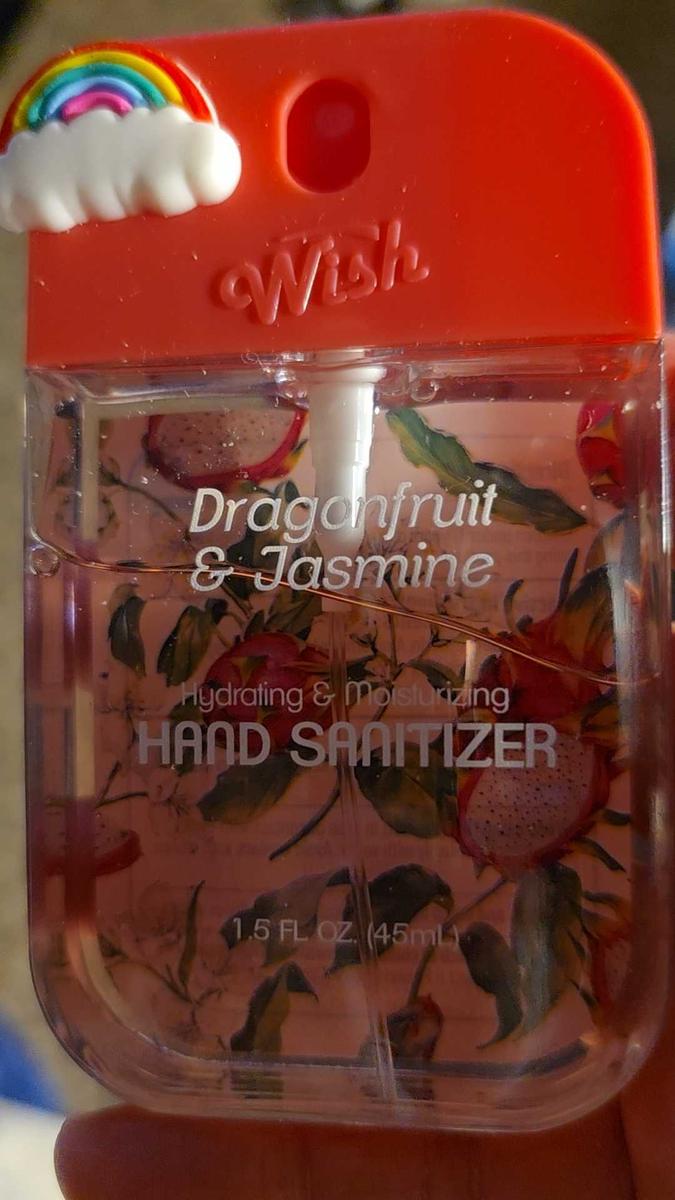 Wish
Dragonfruit
& Jasmine
Hydrating & Moisturizing
HAND SANITIZER
1.5 FL OZ. (45mL)